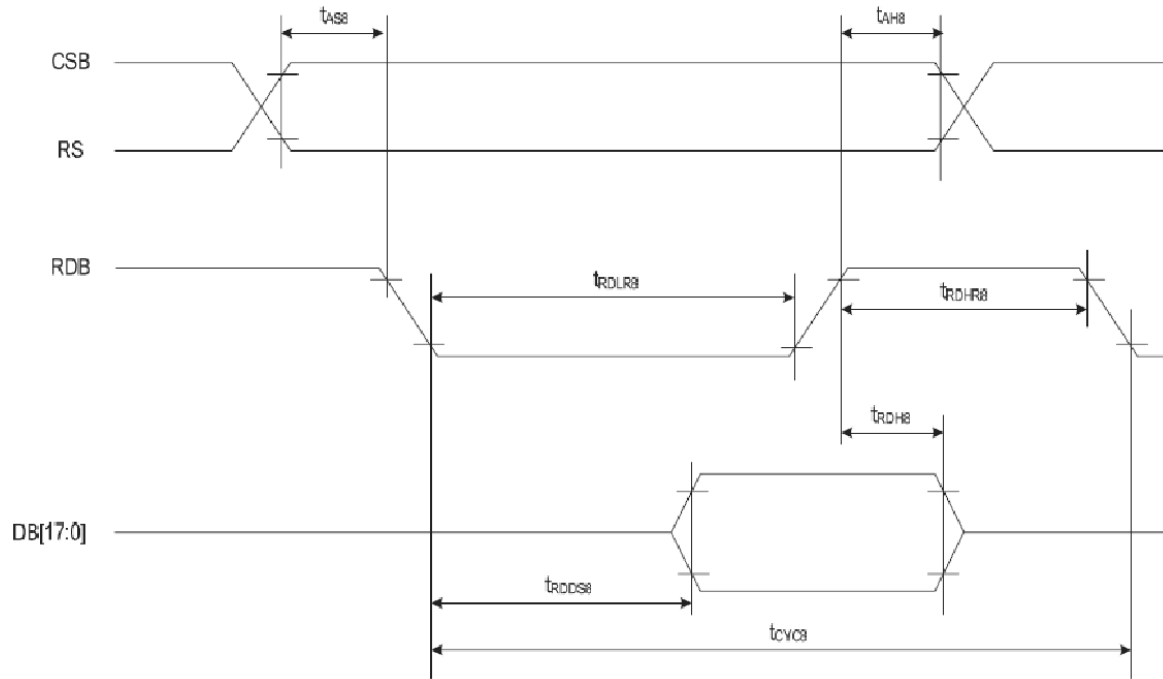 tAS8
tAH8
CSB
RS
RDB
tRDLR8
tRDHR8
tRDH8
DB[17:0]
tRDDS8
tCYC8